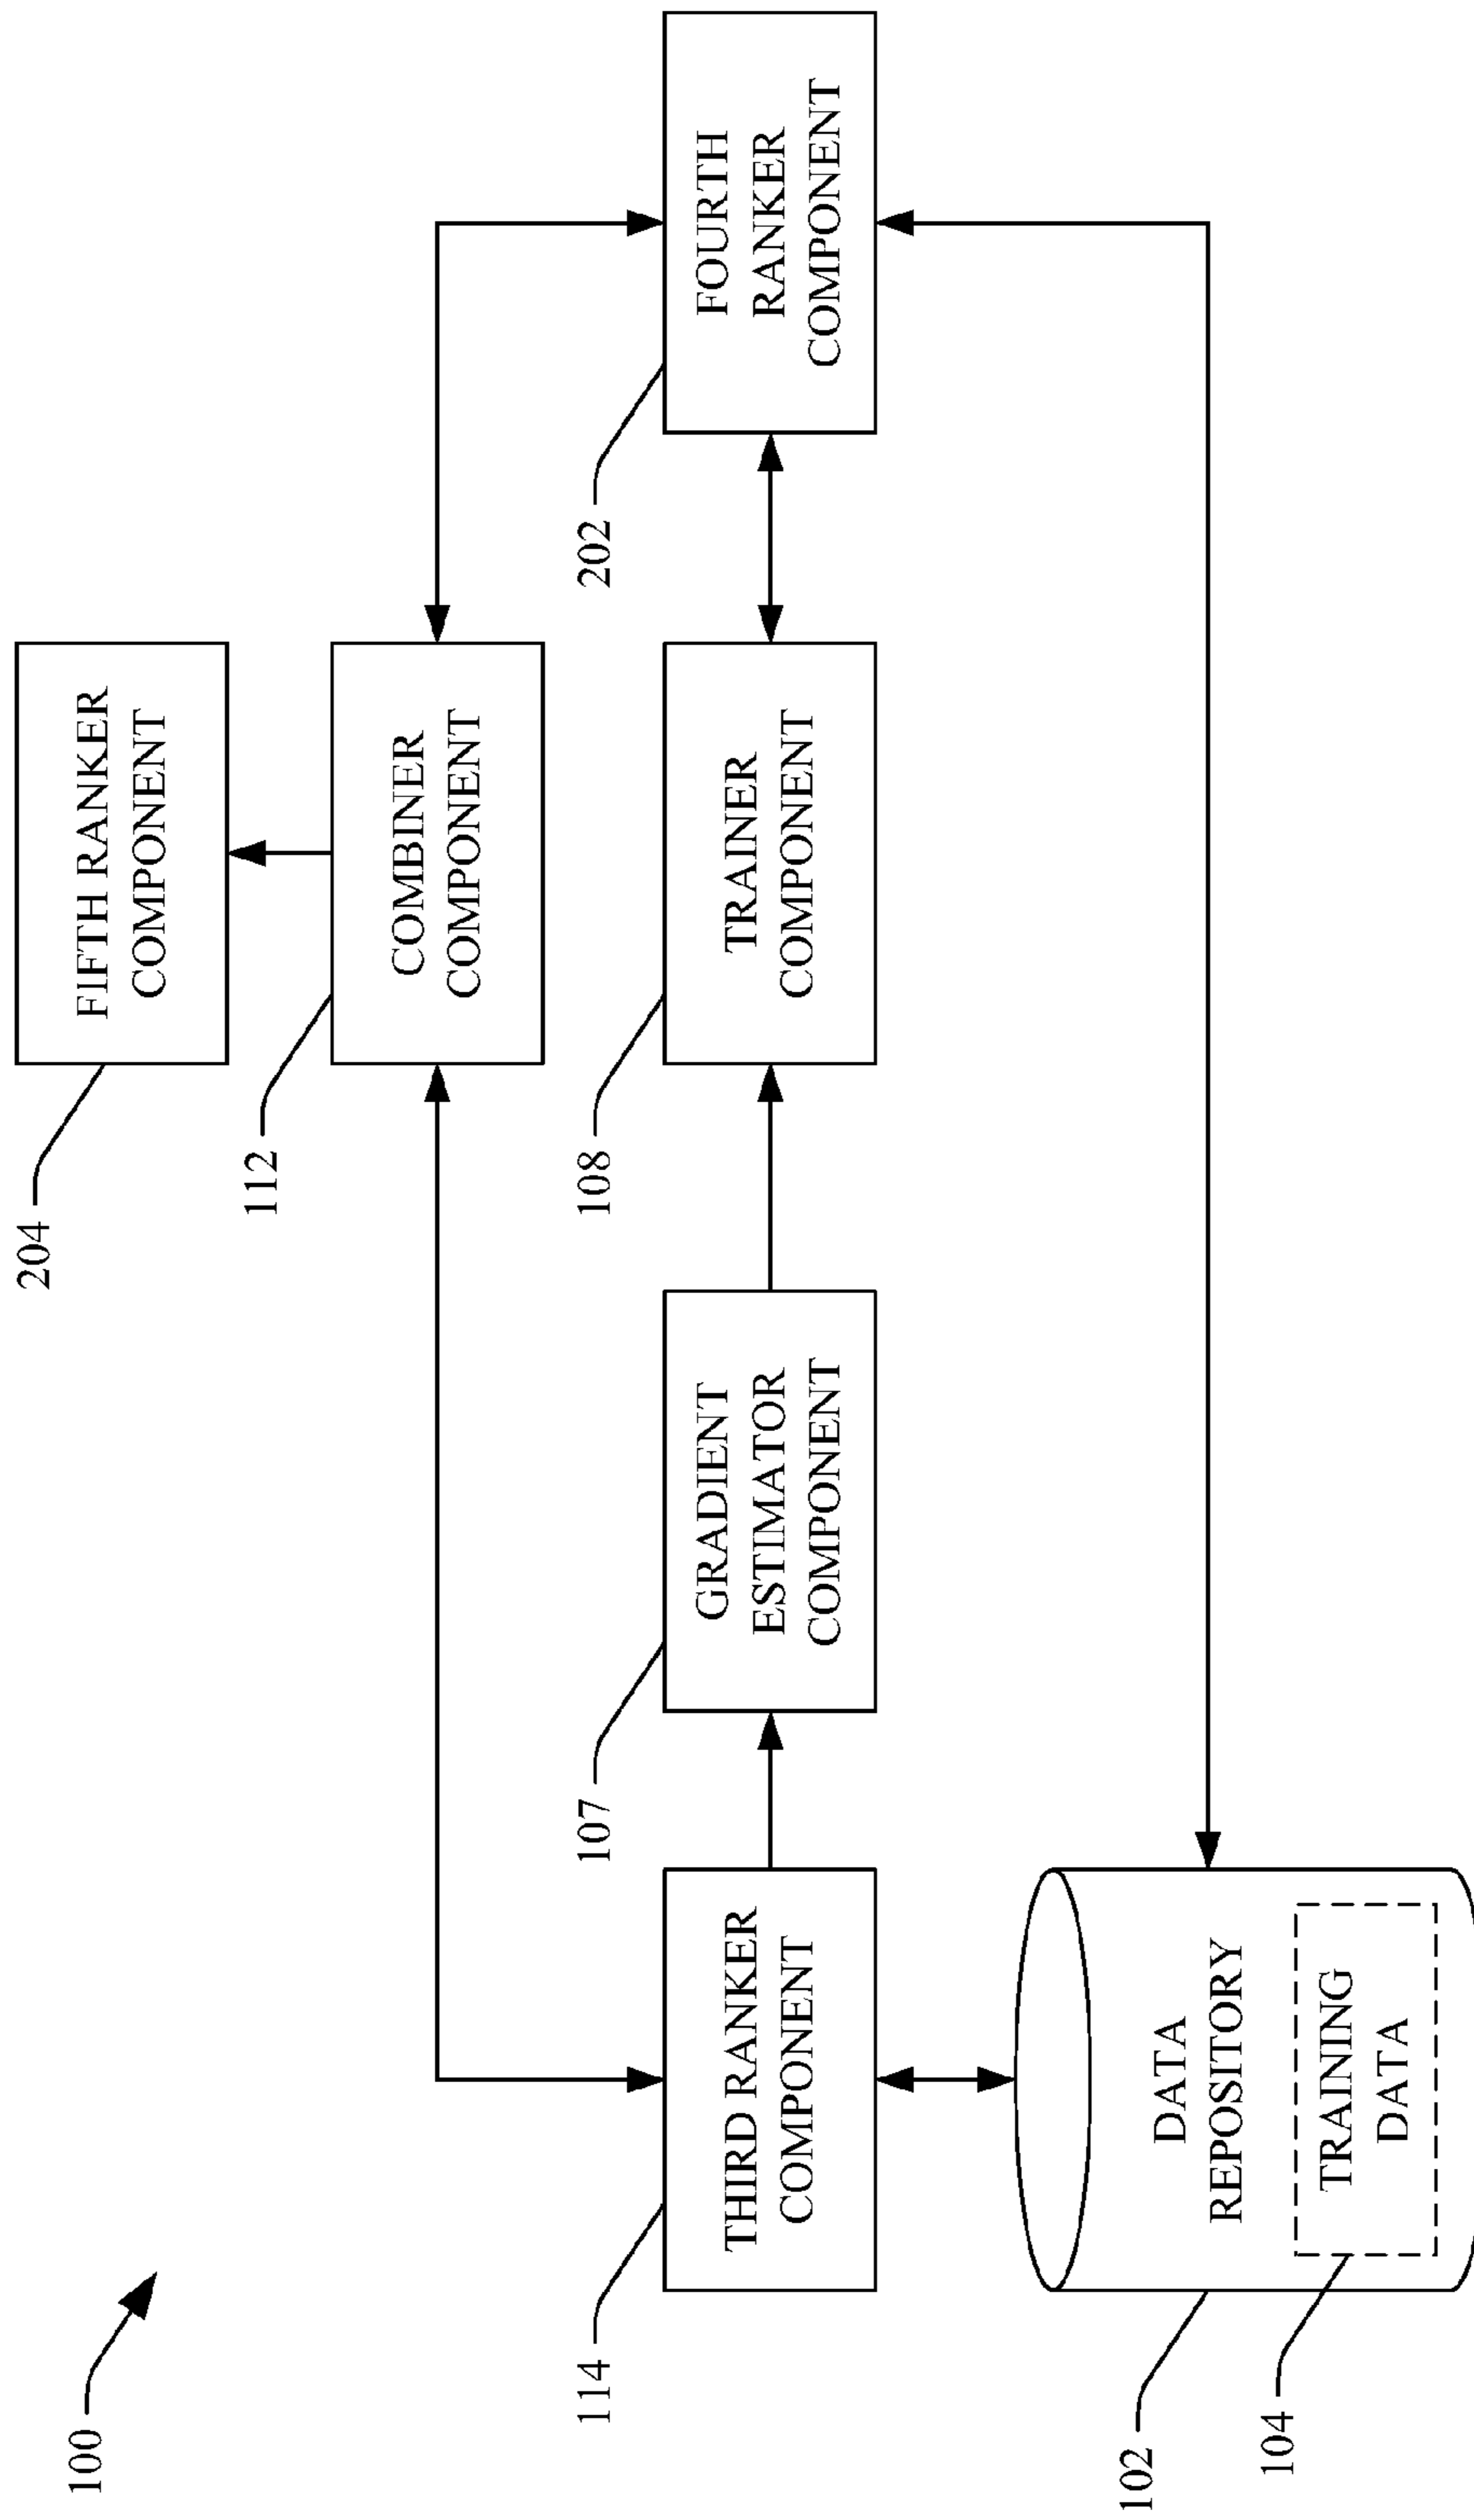 100
204
FIFTH RANKER
COMPONENT
112
COMBINER
COMPONENT
114
THIRD RANKER
COMPONENT
107
GRADIENT
ESTIMATOR
COMPONENT
108
TRAINER
COMPONENT
202
FOURTH
RANKER
COMPONENT
102
DATA
REPOSITORY
104
TRAINING
DATA